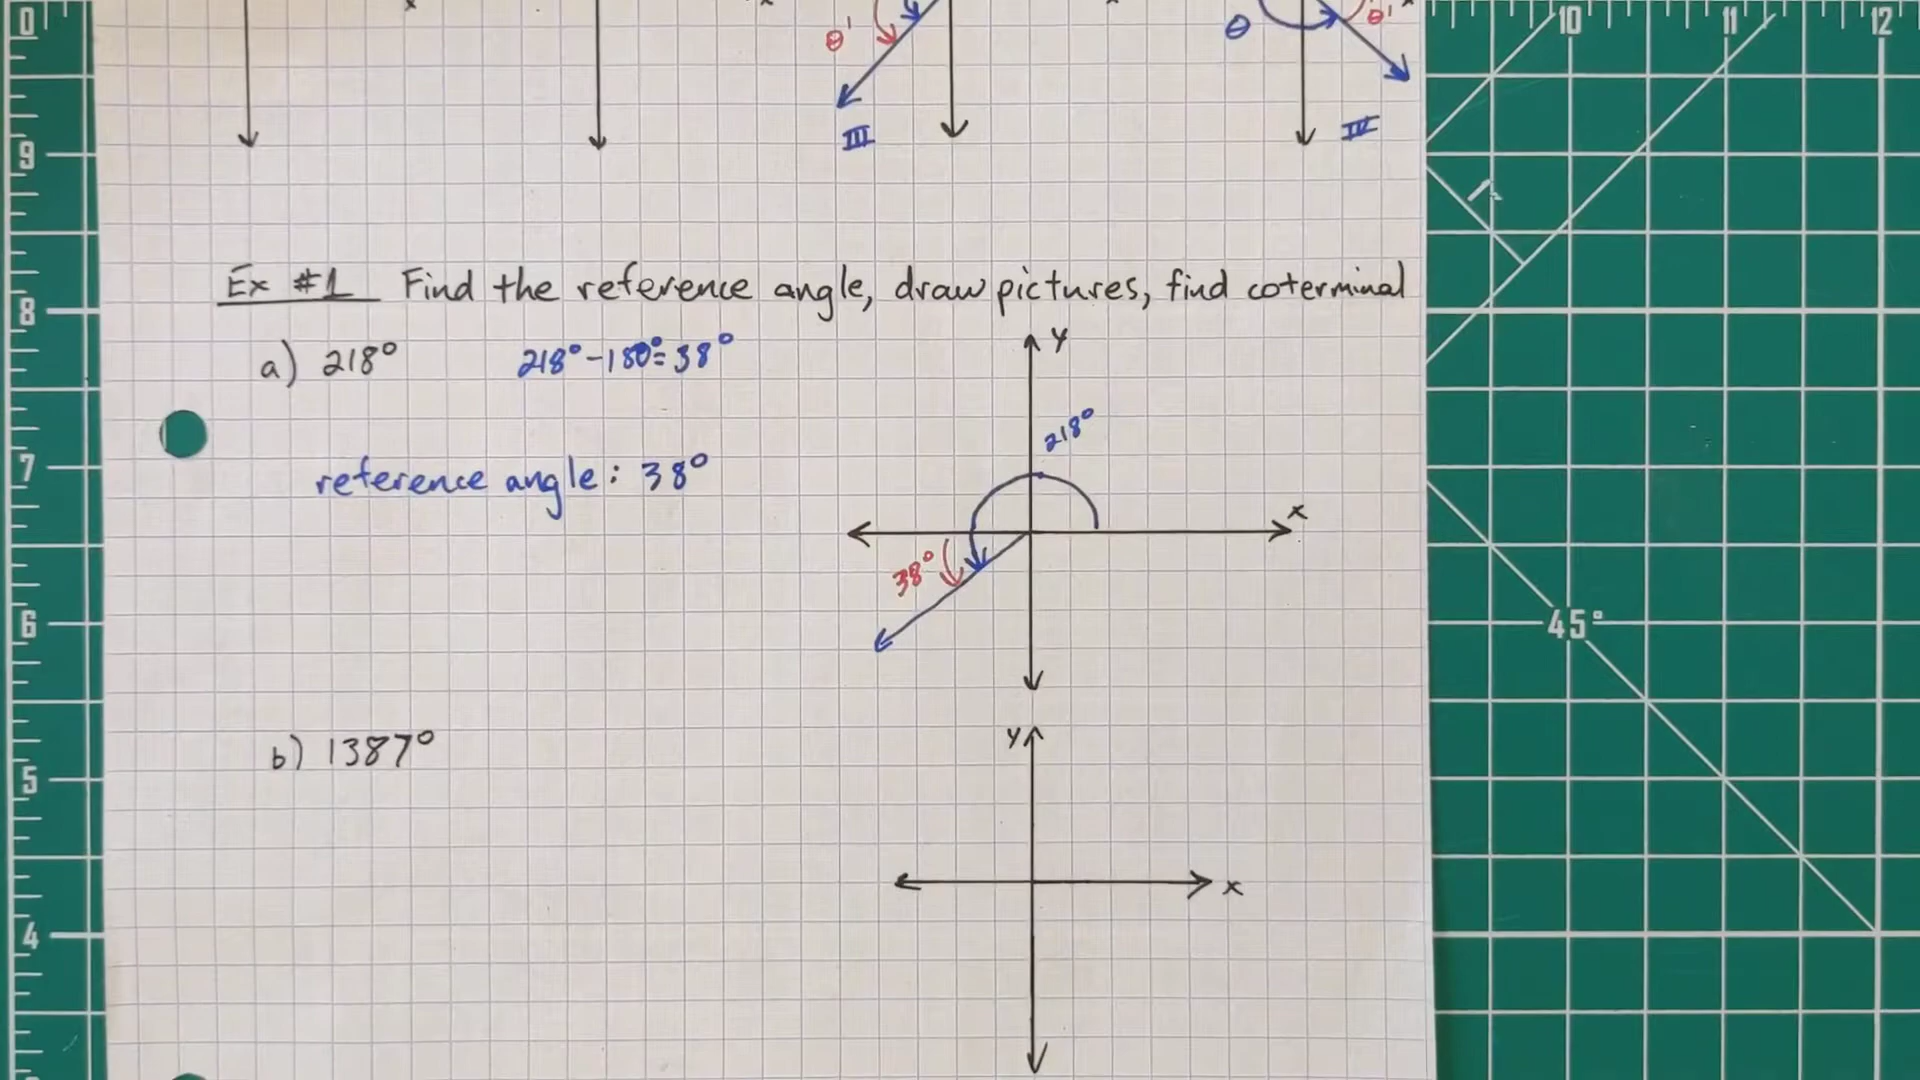 θ' θ θ'
III IV
Ex #1 Find the reference angle, draw pictures, find coterminal
a) 218° 218°-180°=38°
y
218°
reference angle: 38°
x
38°
b) 1387°
y
x
0 9 8 7 6 5 4
10 11 12
45°